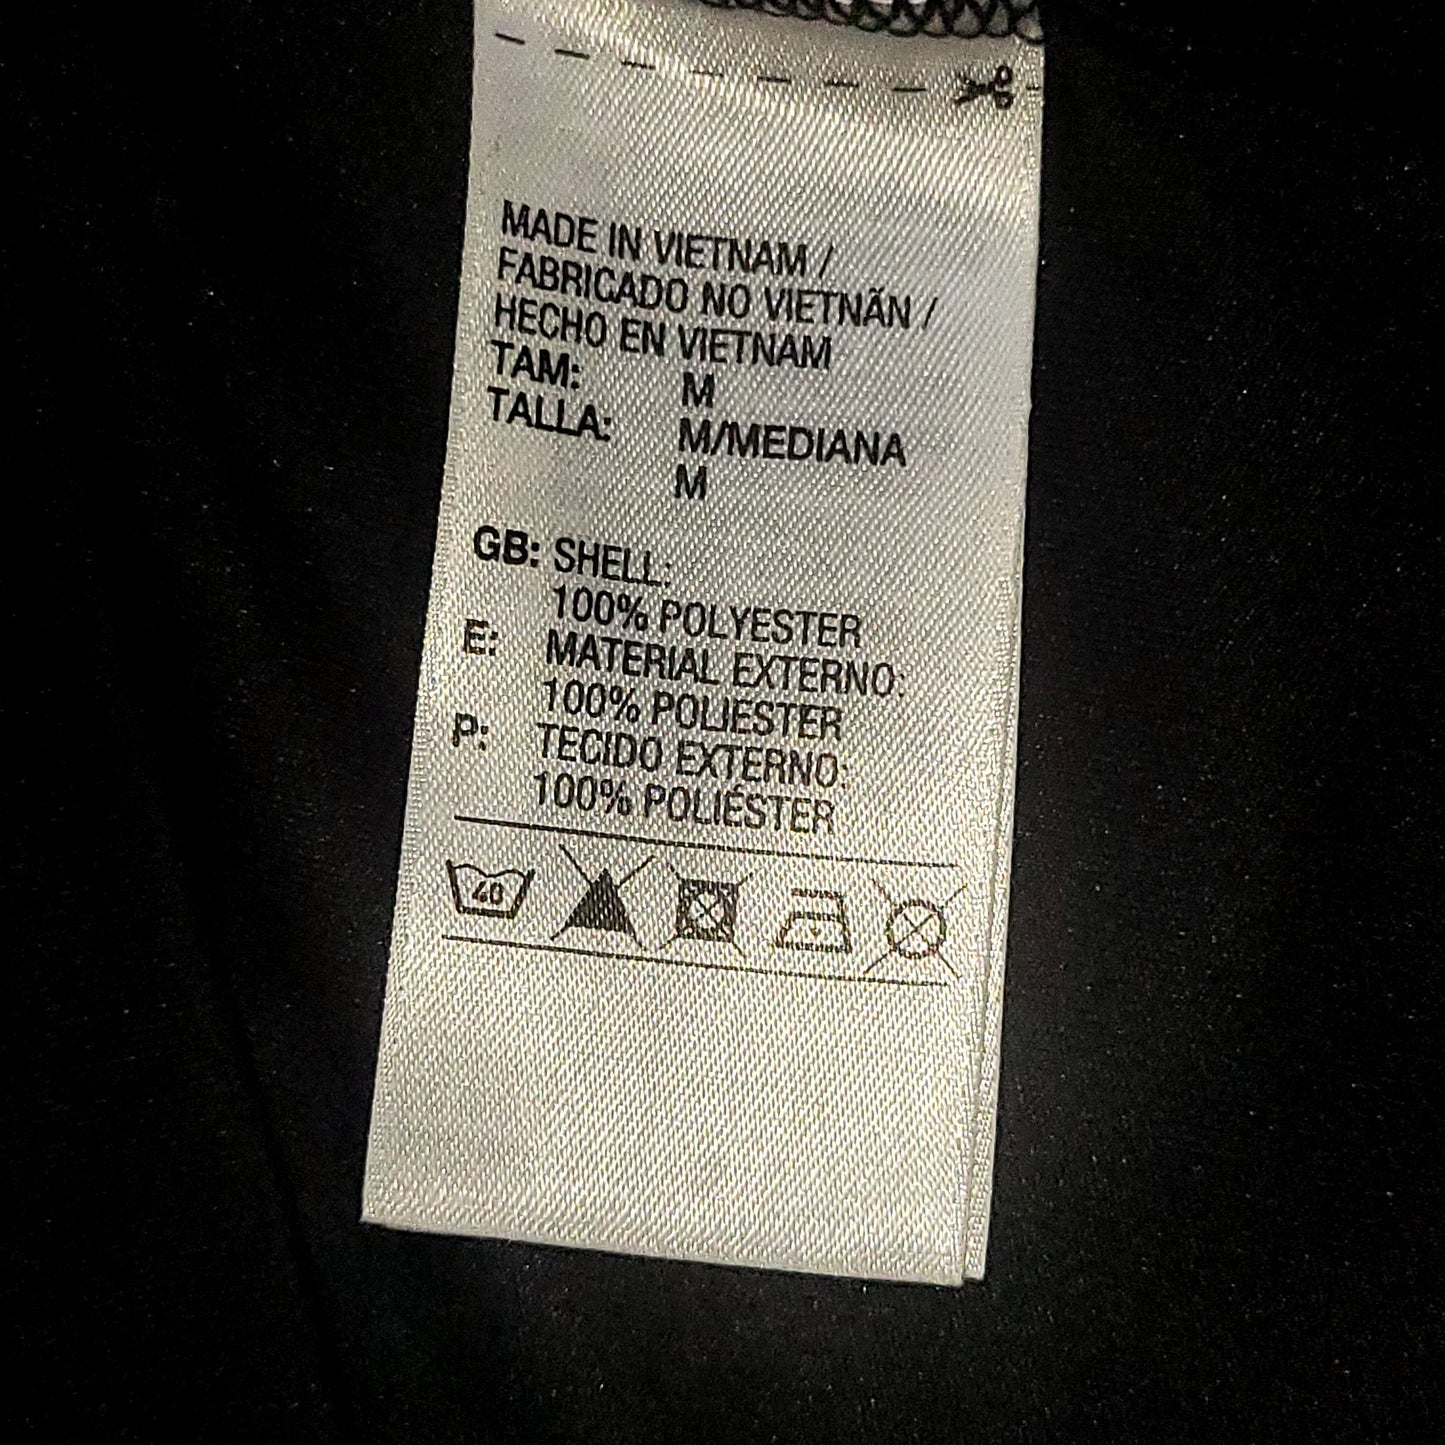 MADE IN VIETNAM /
FABRICADO NO VIETNÃN /
HECHO EN VIETNAM
TAM: M
TALLA: M/MEDIANA
M
GB: SHELL:
100% POLYESTER
E: MATERIAL EXTERNO:
100% POLIESTER
P: TECIDO EXTERNO:
100% POLIÉSTER
40